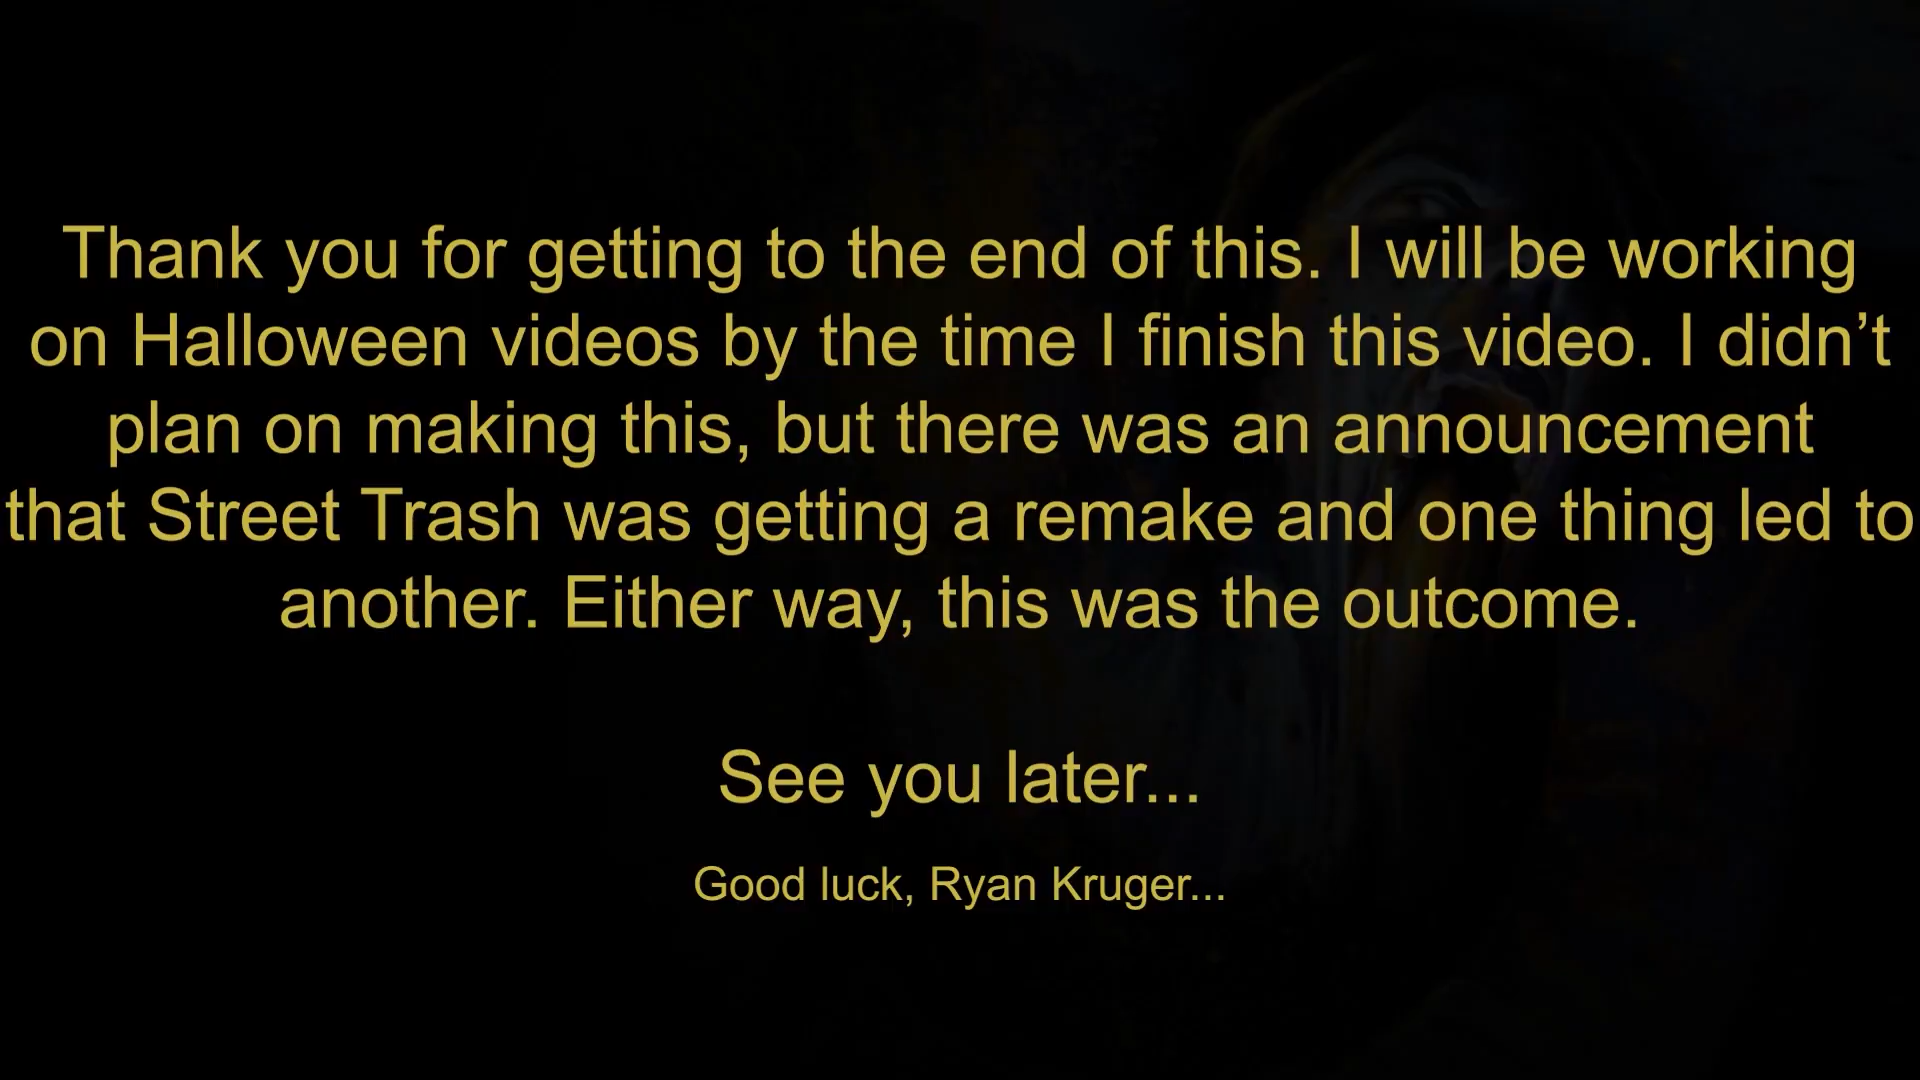 Thank you for getting to the end of this. I will be working
on Halloween videos by the time I finish this video. I didn’t
plan on making this, but there was an announcement
that Street Trash was getting a remake and one thing led to
another. Either way, this was the outcome.
See you later...
Good luck, Ryan Kruger...